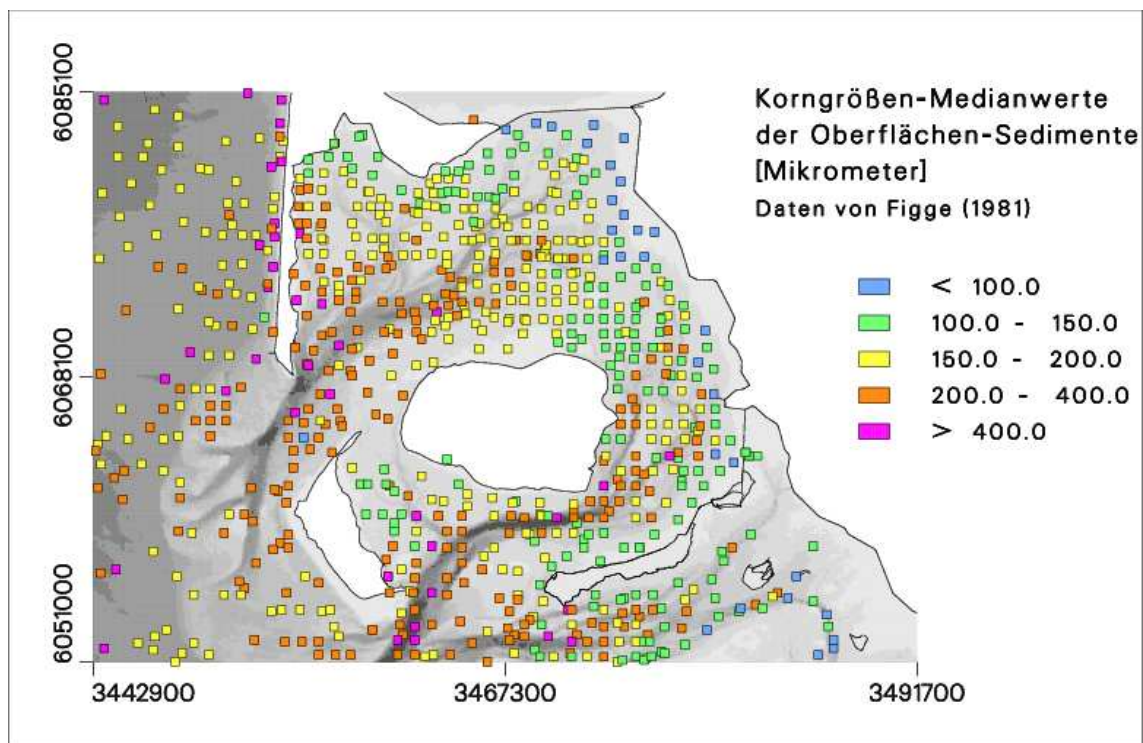 Korngrößen-Medianwerte
der Oberflächen-Sedimente
[Mikrometer]
Daten von Figge (1981)
< 100.0
100.0 - 150.0
150.0 - 200.0
200.0 - 400.0
> 400.0
6085100
6068100
6051000
3442900 3467300 3491700